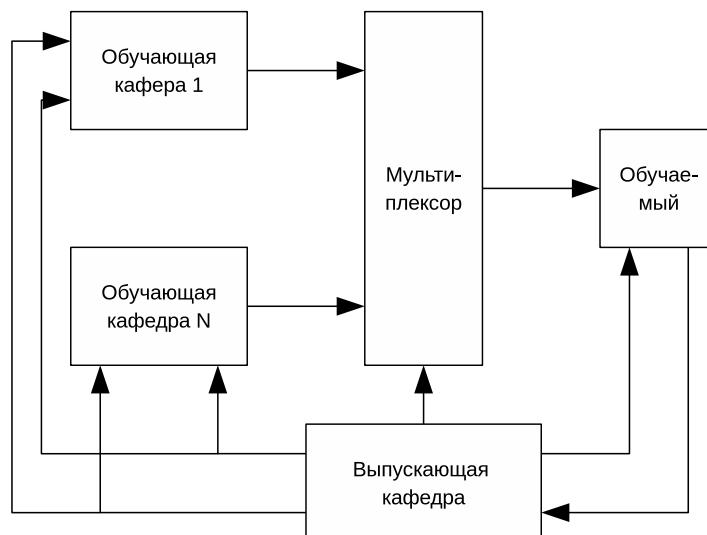 Обучающая
кафера 1
Мульти-
плексор
Обучае-
мый
Обучающая
кафедра N
Выпускающая
кафедра